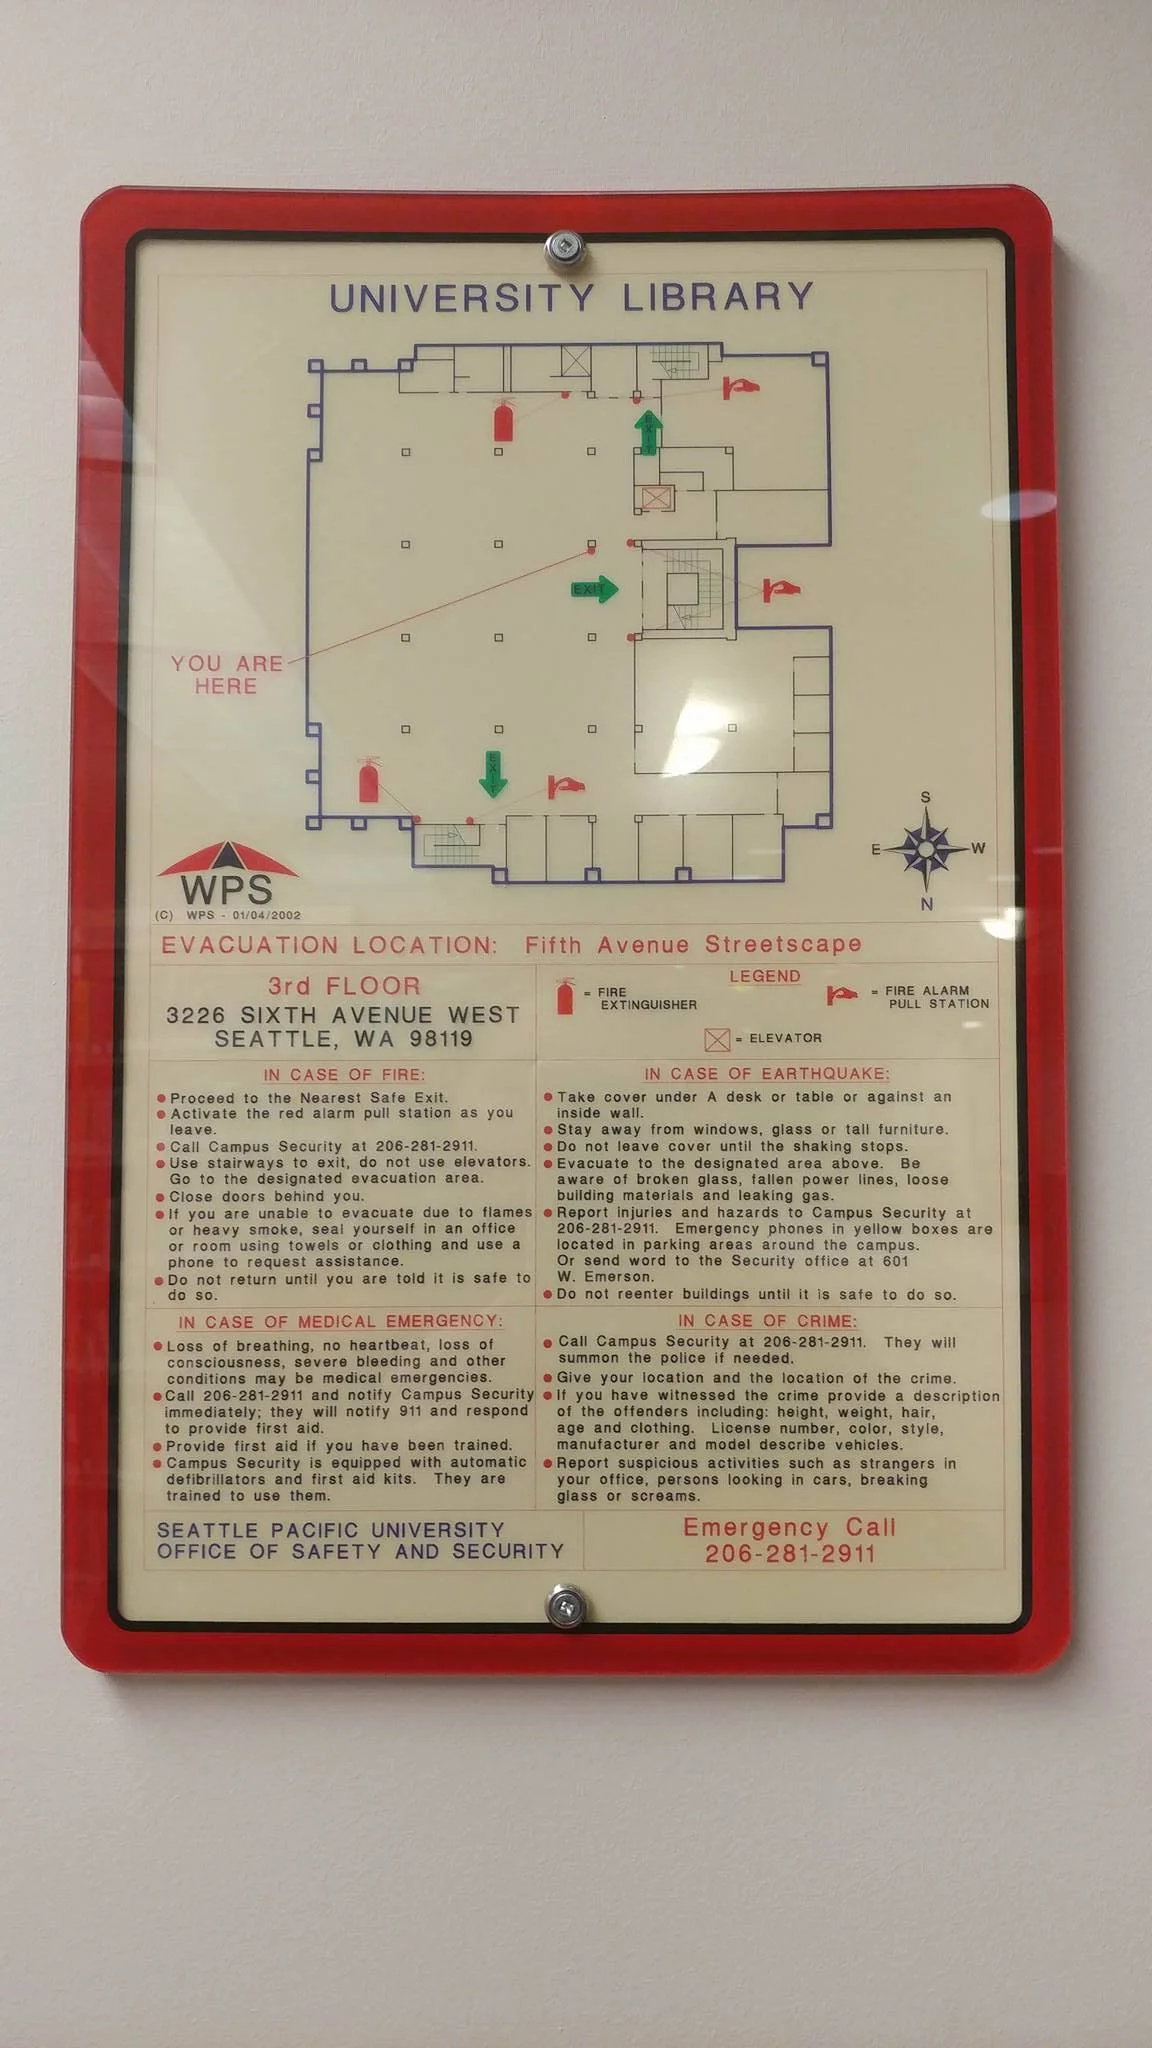 UNIVERSITY LIBRARY
EXIT
EXIT
YOU ARE
HERE
EXIT
S
E W
N
WPS
(C) WPS - 01/04/2002
EVACUATION LOCATION: Fifth Avenue Streetscape
3rd FLOOR
3226 SIXTH AVENUE WEST
SEATTLE, WA 98119
LEGEND
= FIRE
EXTINGUISHER
= FIRE ALARM
PULL STATION
= ELEVATOR
IN CASE OF FIRE:
Proceed to the Nearest Safe Exit.
Activate the red alarm pull station as you
leave.
Call Campus Security at 206-281-2911.
Use stairways to exit, do not use elevators.
Go to the designated evacuation area.
Close doors behind you.
If you are unable to evacuate due to flames
or heavy smoke, seal yourself in an office
or room using towels or clothing and use a
phone to request assistance.
Do not return until you are told it is safe to
do so.
IN CASE OF EARTHQUAKE:
Take cover under A desk or table or against an
inside wall.
Stay away from windows, glass or tall furniture.
Do not leave cover until the shaking stops.
Evacuate to the designated area above. Be
aware of broken glass, fallen power lines, loose
building materials and leaking gas.
Report injuries and hazards to Campus Security at
206-281-2911. Emergency phones in yellow boxes are
located in parking areas around the campus.
Or send word to the Security office at 601
W. Emerson.
Do not reenter buildings until it is safe to do so.
IN CASE OF MEDICAL EMERGENCY:
Loss of breathing, no heartbeat, loss of
consciousness, severe bleeding and other
conditions may be medical emergencies.
Call 206-281-2911 and notify Campus Security
immediately; they will notify 911 and respond
to provide first aid.
Provide first aid if you have been trained.
Campus Security is equipped with automatic
defibrillators and first aid kits. They are
trained to use them.
IN CASE OF CRIME:
Call Campus Security at 206-281-2911. They will
summon the police if needed.
Give your location and the location of the crime.
If you have witnessed the crime provide a description
of the offenders including: height, weight, hair,
age and clothing. License number, color, style,
manufacturer and model describe vehicles.
Report suspicious activities such as strangers in
your office, persons looking in cars, breaking
glass or screams.
SEATTLE PACIFIC UNIVERSITY
OFFICE OF SAFETY AND SECURITY
Emergency Call
206-281-2911